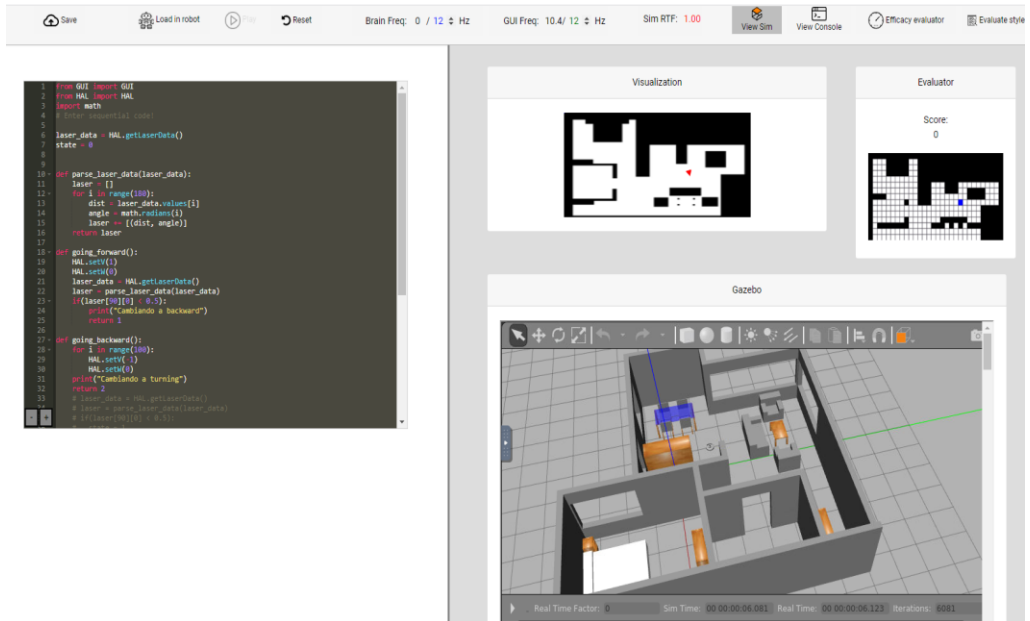 Save
Load in robot
Play
Reset
Brain Freq: 0 / 12 Hz
GUI Freq: 10.4/ 12 Hz
Sim RTF: 1.00
View Sim
View Console
Efficacy evaluator
Evaluate style
1 from GUI import GUI
2 from HAL import HAL
3 import math
4 # Enter sequential code!
5
6 laser_data = HAL.getLaserData()
7 state = 0
8
9
10 def parse_laser_data(laser_data):
11 laser = []
12 for i in range(180):
13 dist = laser_data.values[i]
14 angle = math.radians(i)
15 laser += [(dist, angle)]
16 return laser
17
18 def going_forward():
19 HAL.setV(1)
20 HAL.setW(0)
21 laser_data = HAL.getLaserData()
22 laser = parse_laser_data(laser_data)
23 if(laser[90][0] < 0.5):
24 print("Cambiando a backward")
25 return 1
26
27 def going_backward():
28 for i in range(100):
29 HAL.setV(-1)
30 HAL.setW(0)
31 print("Cambiando a turning")
32 return 2
33 # laser_data = HAL.getLaserData()
34 # laser = parse_laser_data(laser_data)
# if(laser[90][0] < 0.5):
- +
Visualization
Evaluator
Score:
0
Gazebo
Real Time Factor: 0
Sim Time: 00 00:00:06.081
Real Time: 00 00:00:06.123
Iterations: 6081